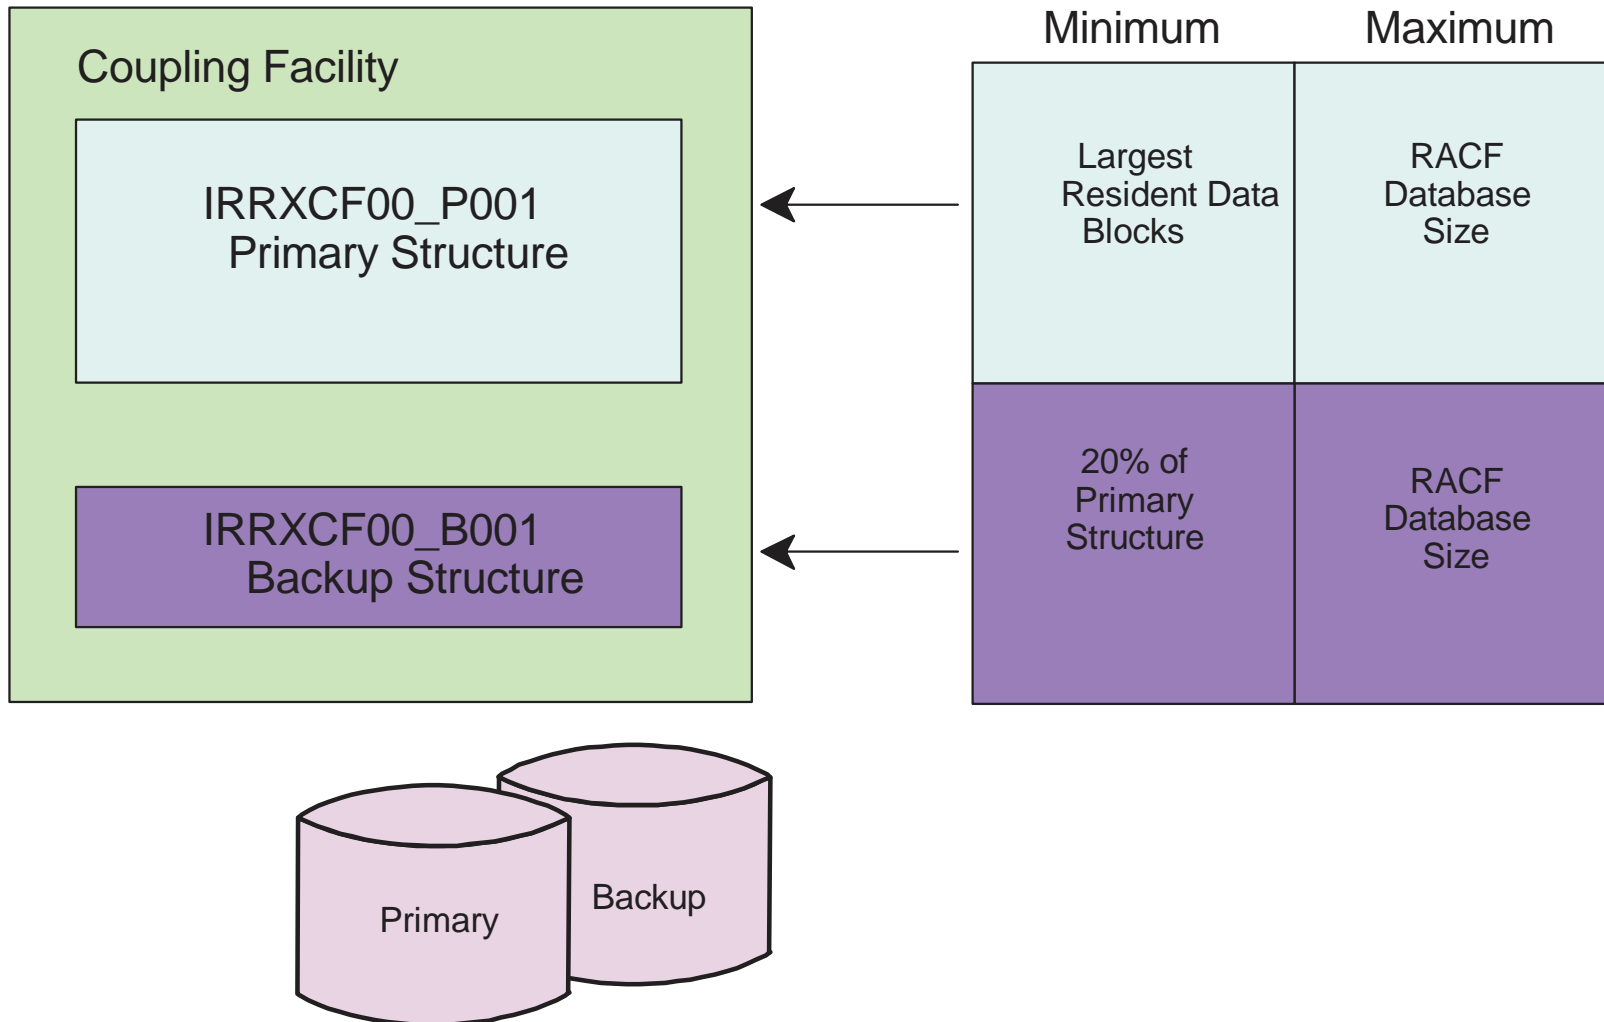 Coupling Facility
IRRXCF00_P001
Primary Structure
IRRXCF00_B001
Backup Structure
Minimum
Maximum
Largest
Resident Data
Blocks
RACF
Database
Size
20% of
Primary
Structure
RACF
Database
Size
Primary
Backup